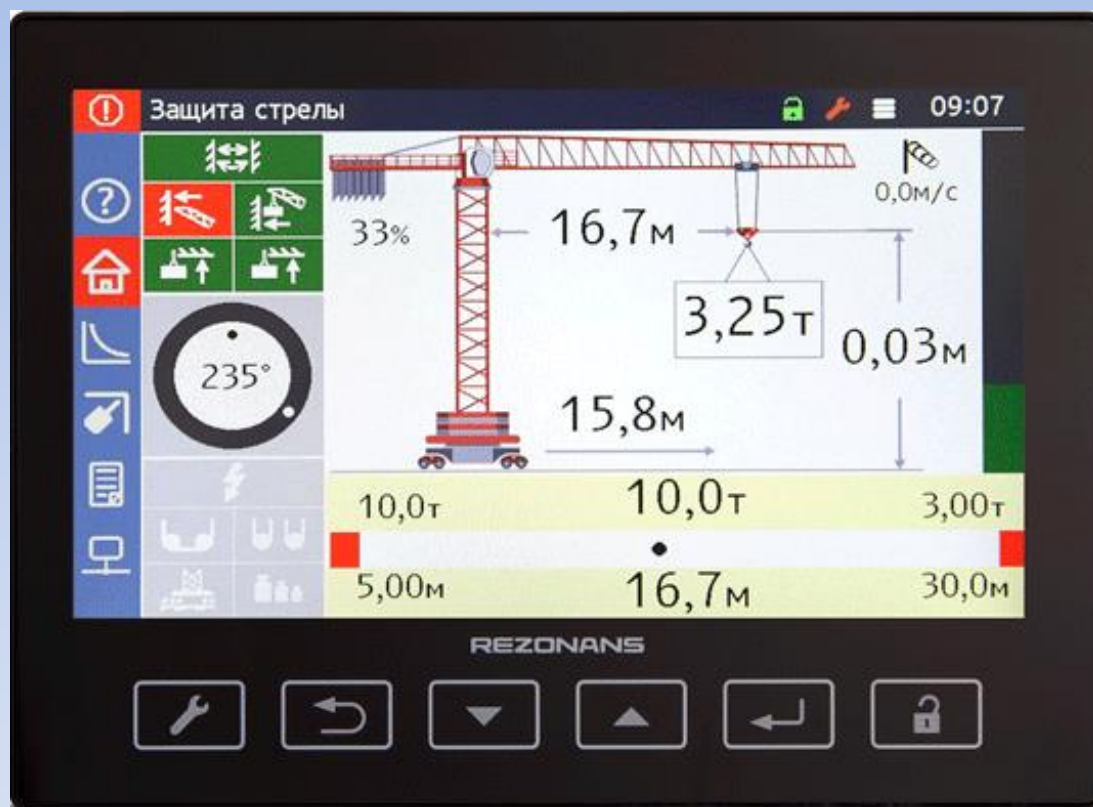 Защита стрелы 09:07
0,0м/с
33%
16,7м
3,25т
0,03м
235°
15,8м
10,0т 10,0т 3,00т
5,00м 16,7м 30,0м
REZONANS